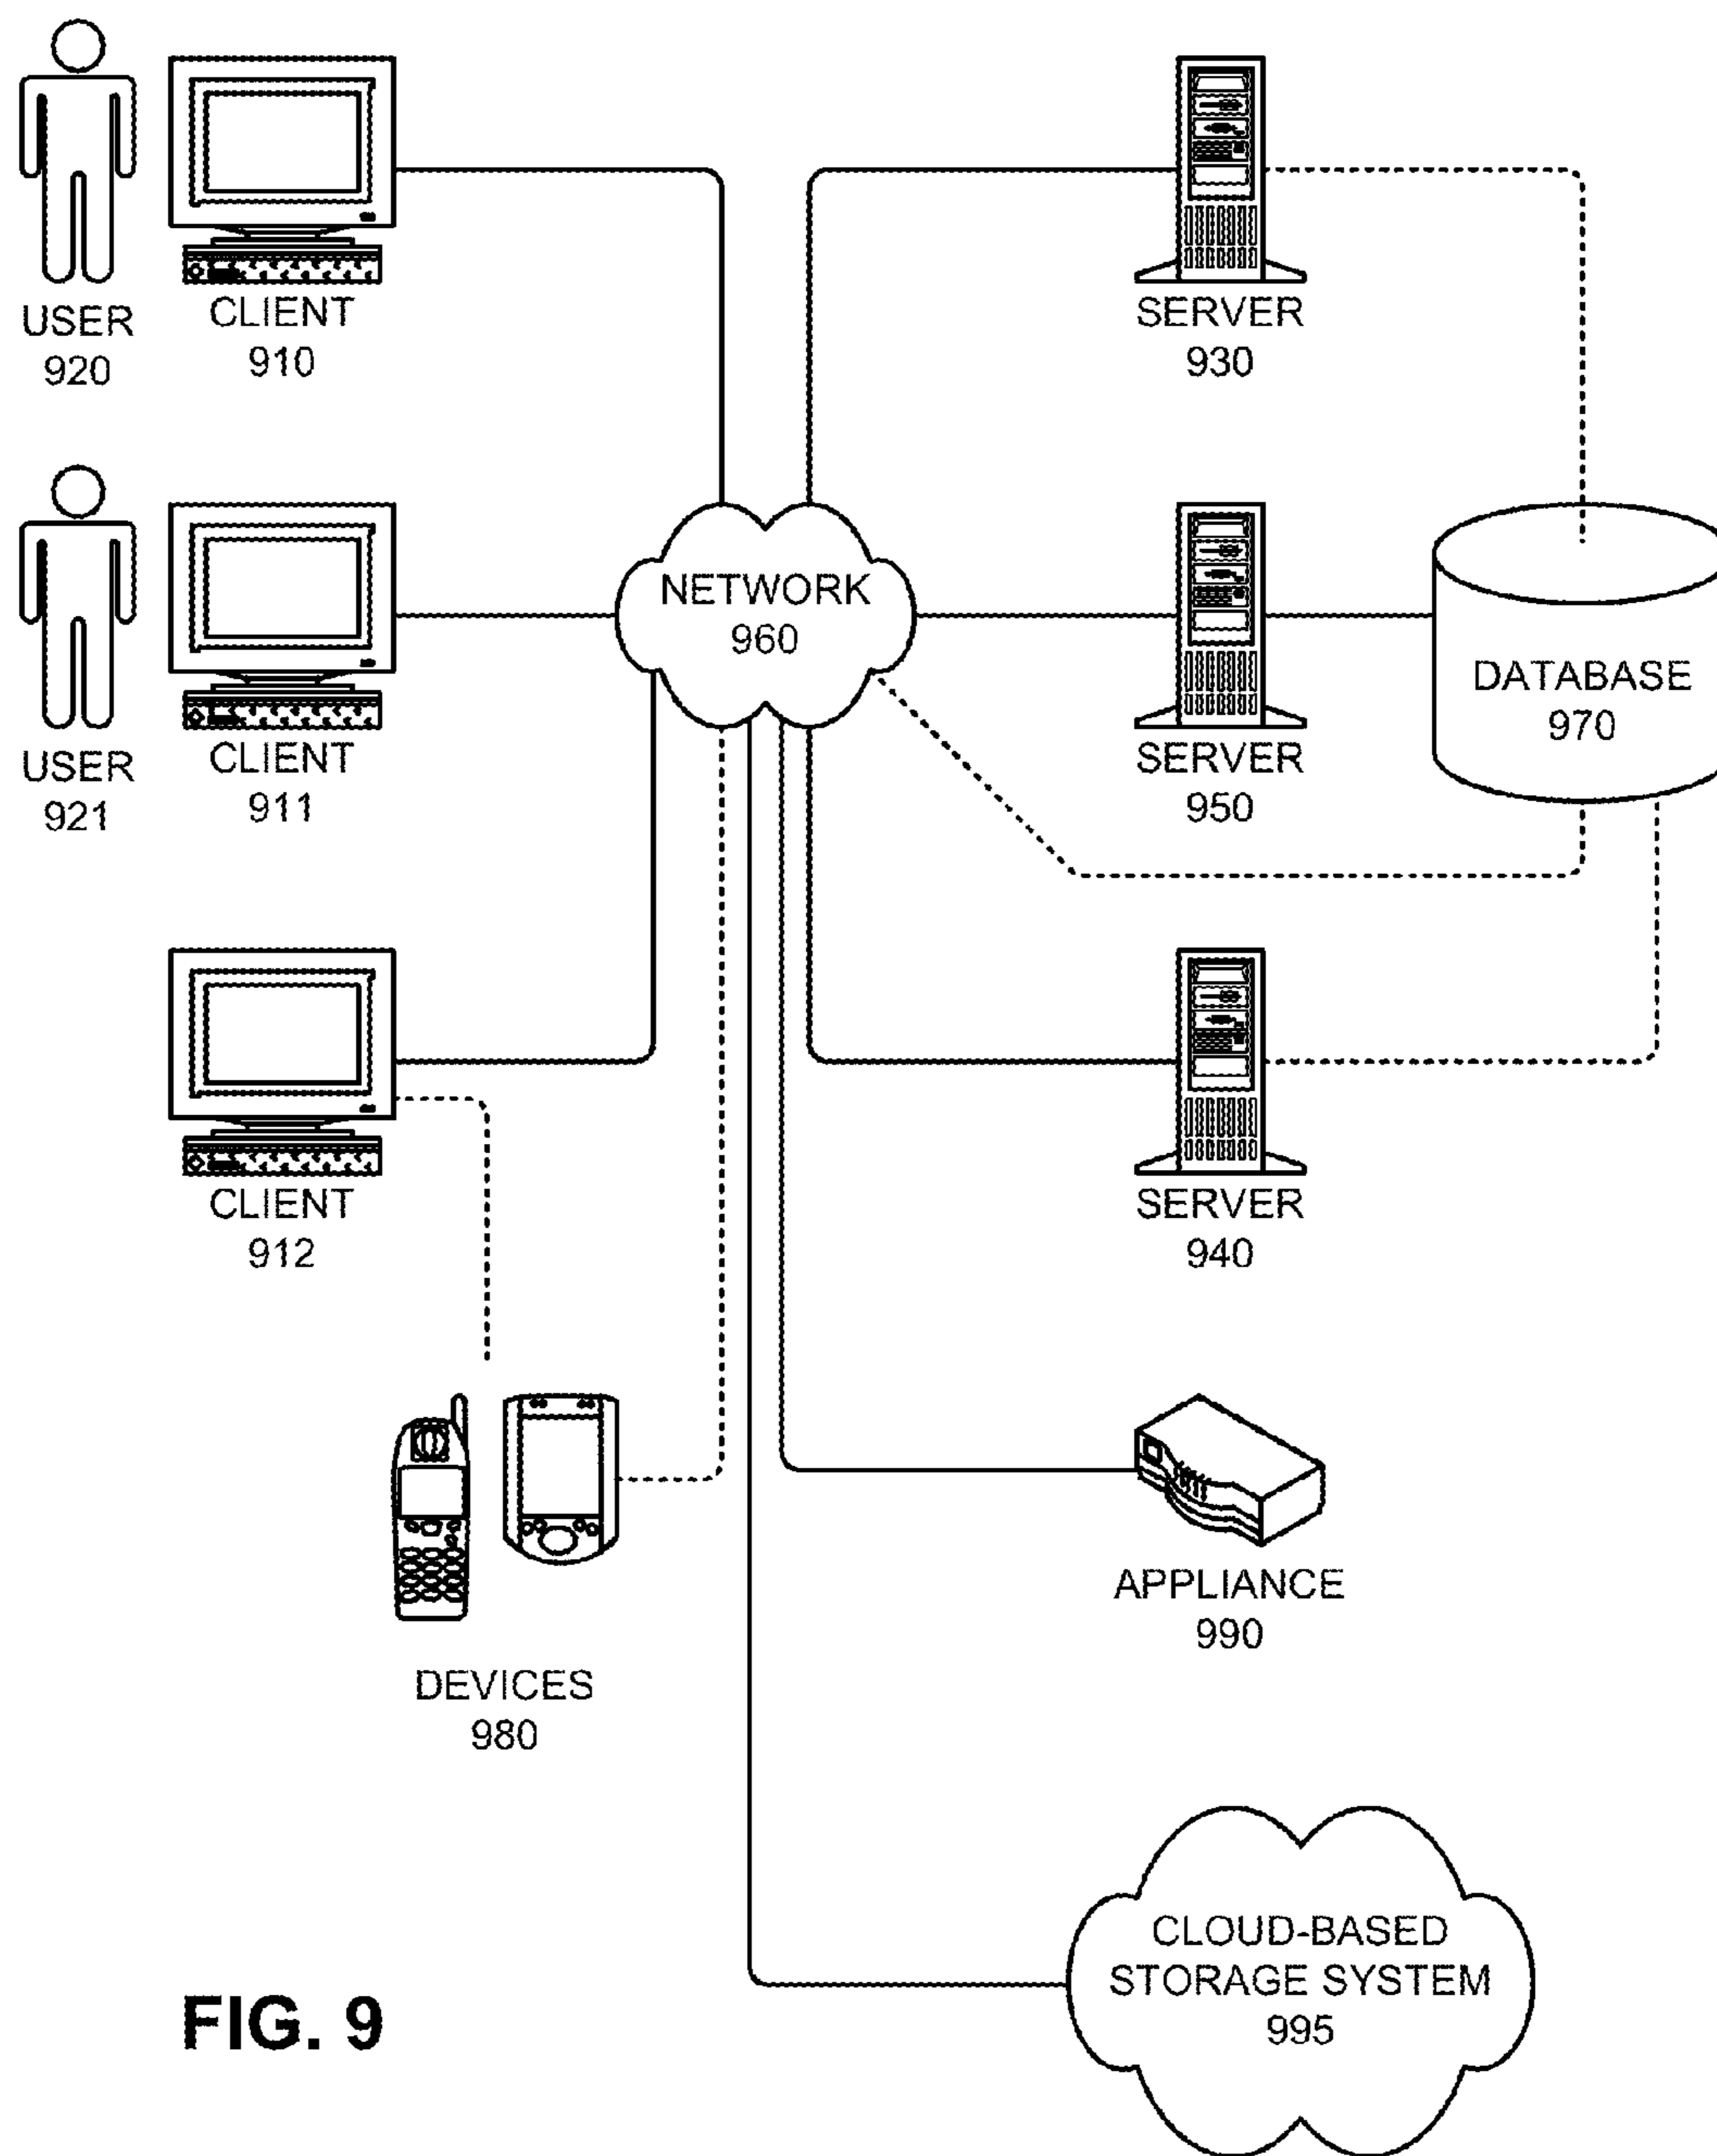 USER
920
CLIENT
910
SERVER
930
USER
921
CLIENT
911
NETWORK
960
SERVER
950
DATABASE
970
CLIENT
912
SERVER
940
DEVICES
980
APPLIANCE
990
CLOUD-BASED
STORAGE SYSTEM
995
FIG. 9